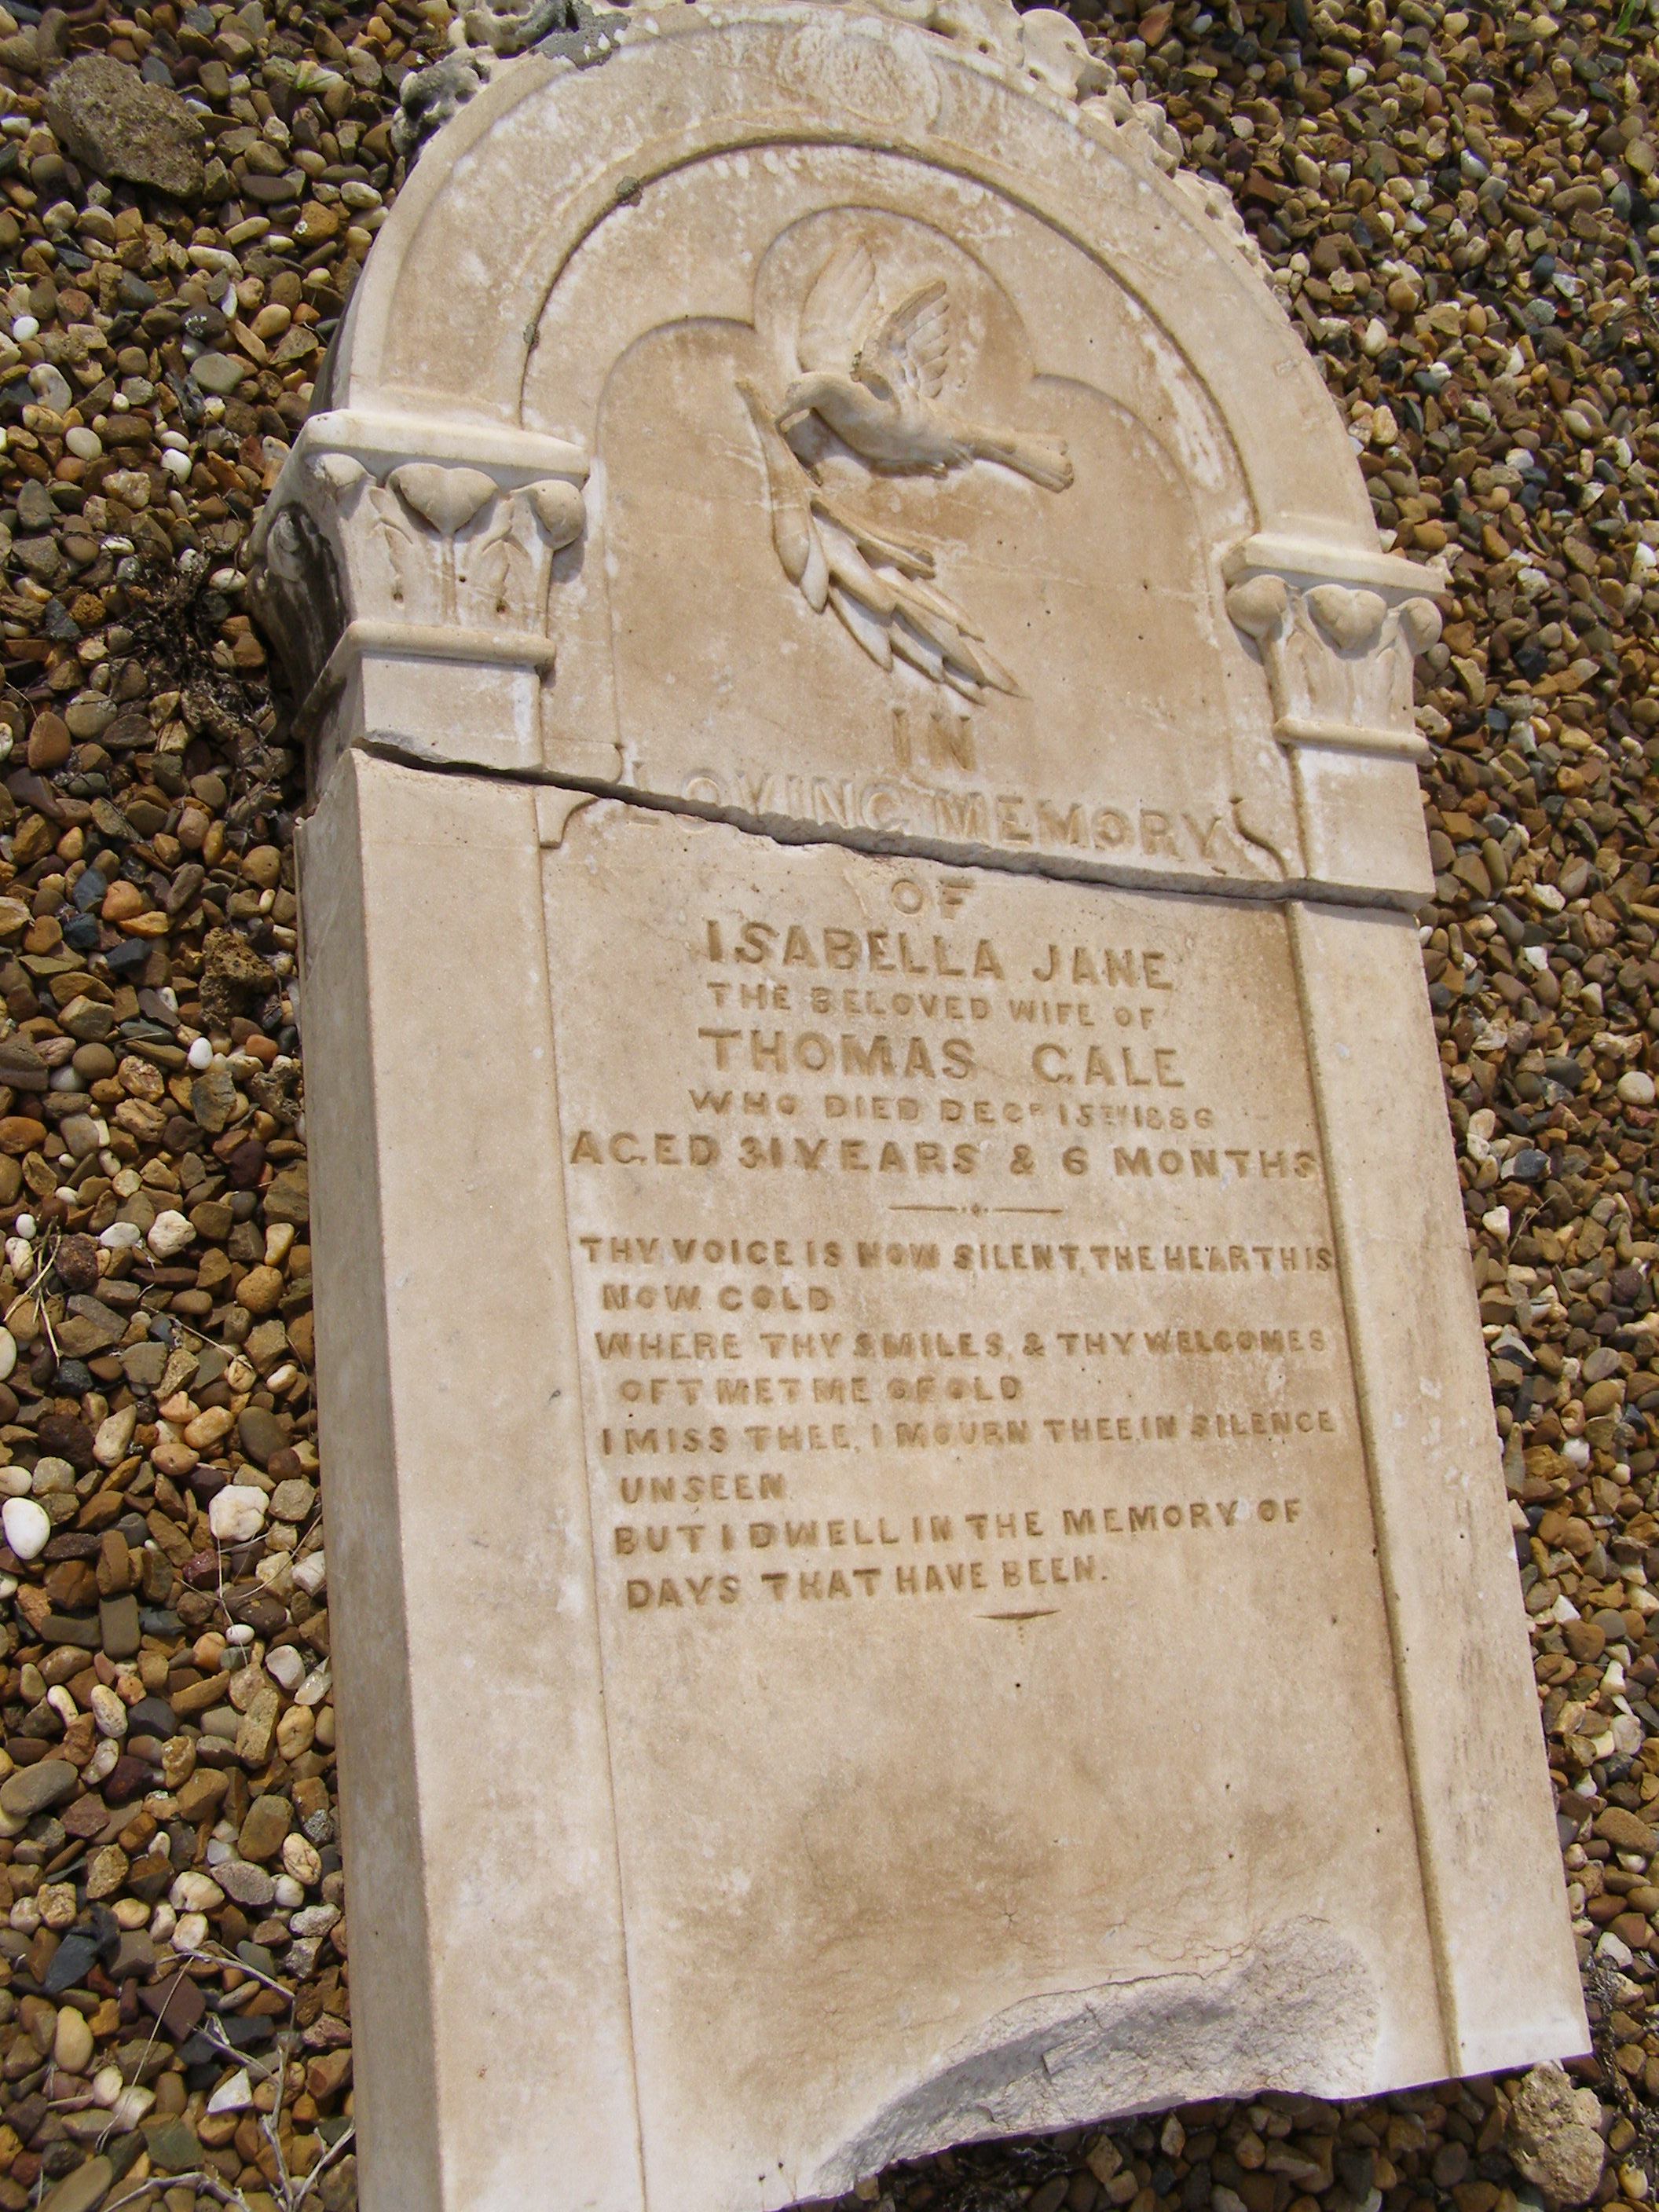 IN
LOVING MEMORY
OF
ISABELLA JANE
THE BELOVED WIFE OF
THOMAS GALE
WHO DIED DECR 15TH 1886
AGED 31 YEARS & 6 MONTHS
THY VOICE IS NOW SILENT, THE HEARTH IS
NOW COLD
WHERE THY SMILES, & THY WELCOMES
OFT MET ME OF OLD
I MISS THEE, I MOURN THEE, IN SILENCE
UNSEEN
BUT I DWELL IN THE MEMORY OF
DAYS THAT HAVE BEEN.